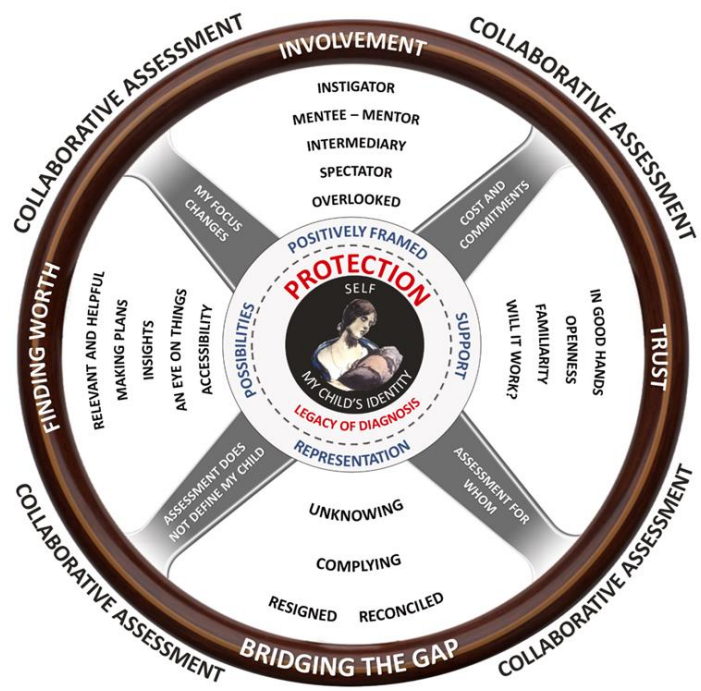 COLLABORATIVE ASSESSMENT
COLLABORATIVE ASSESSMENT
INVOLVEMENT
INSTIGATOR
MENTEE – MENTOR
INTERMEDIARY
SPECTATOR
OVERLOOKED
MY FOCUS
CHANGES
COST AND
COMMITMENTS
POSITIVELY FRAMED
PROTECTION
SELF
MY CHILD'S IDENTITY
LEGACY OF DIAGNOSIS
POSSIBILITIES
SUPPORT
REPRESENTATION
FINDING WORTH
RELEVANT AND HELPFUL
MAKING PLANS
INSIGHTS
AN EYE ON THINGS
ACCESSIBILITY
WILL IT WORK?
FAMILIARITY
OPENNESS
IN GOOD HANDS
TRUST
ASSESSMENT DOES
NOT DEFINE MY CHILD
ASSESSMENT FOR
WHOM
UNKNOWING
COMPLYING
RESIGNED RECONCILED
BRIDGING THE GAP
COLLABORATIVE ASSESSMENT
COLLABORATIVE ASSESSMENT